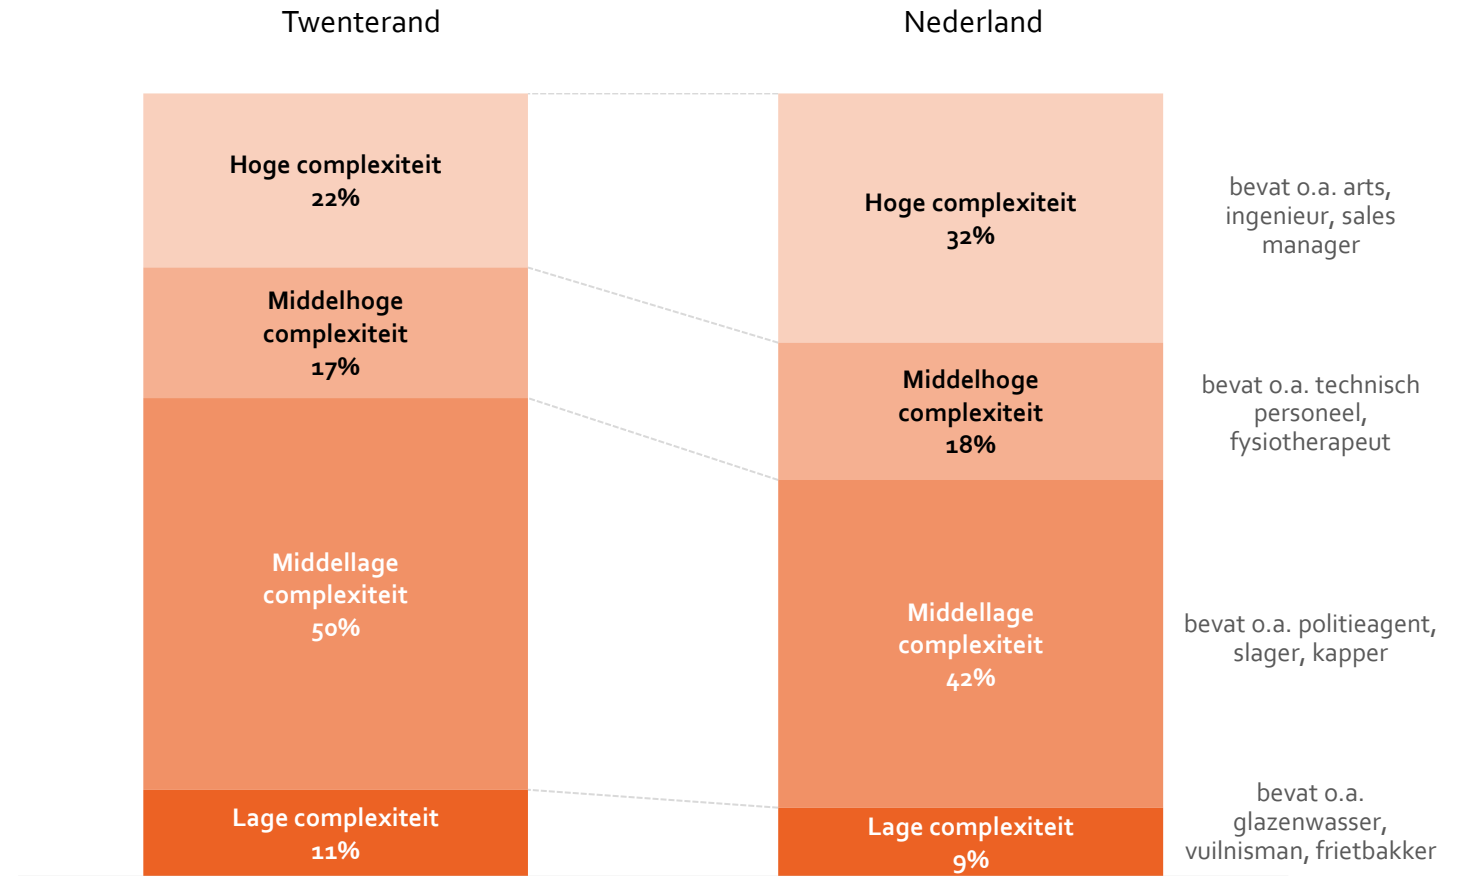 Twenterand
Nederland
Hoge complexiteit
22%
Middelhoge
complexiteit
17%
Middellage
complexiteit
50%
Lage complexiteit
11%
Hoge complexiteit
32%
Middelhoge
complexiteit
18%
Middellage
complexiteit
42%
Lage complexiteit
9%
bevat o.a. arts,
ingenieur, sales
manager
bevat o.a. technisch
personeel,
fysiotherapeut
bevat o.a. politieagent,
slager, kapper
bevat o.a.
glazenwasser,
vuilnisman, frietbakker